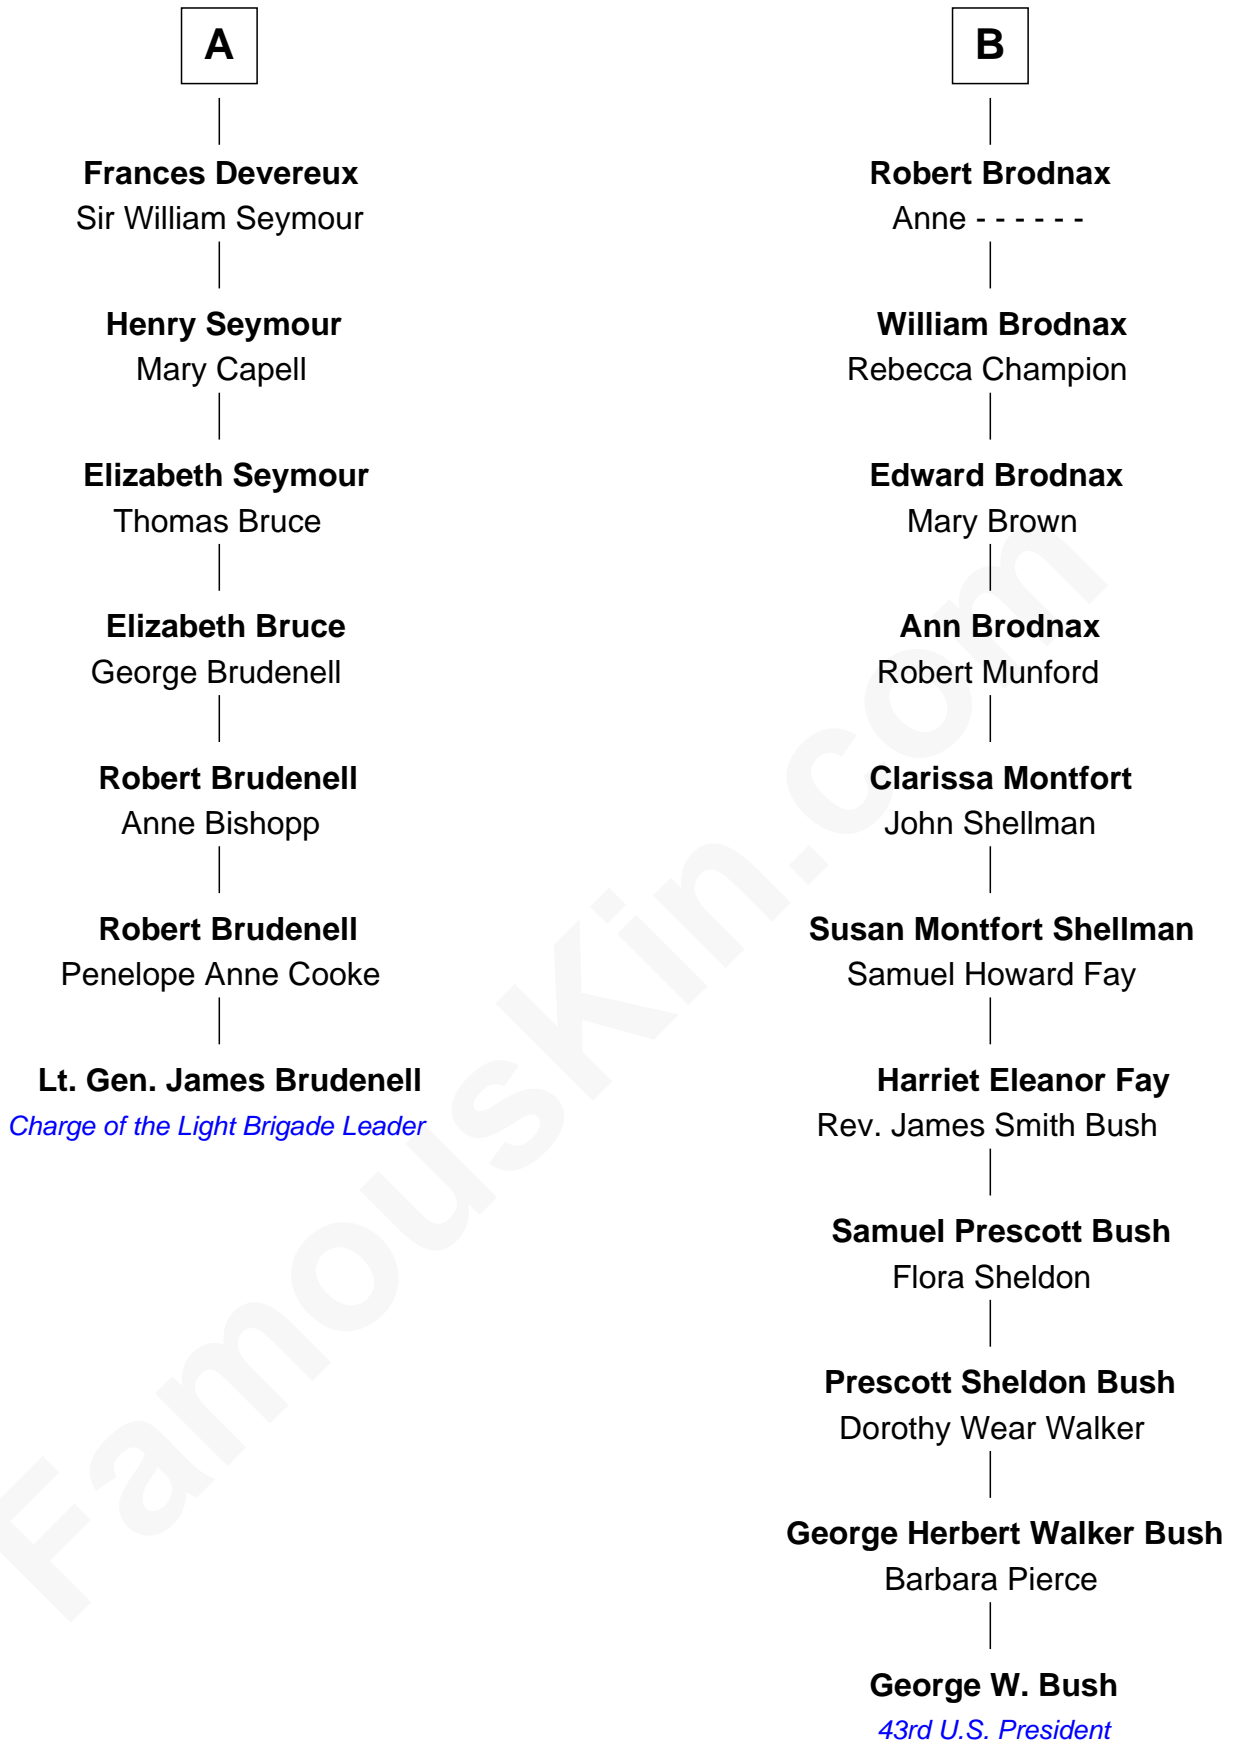 A
Frances Devereux
Sir William Seymour
Henry Seymour
Mary Capell
Elizabeth Seymour
Thomas Bruce
Elizabeth Bruce
George Brudenell
Robert Brudenell
Anne Bishopp
Robert Brudenell
Penelope Anne Cooke
Lt. Gen. James Brudenell
Charge of the Light Brigade Leader
B
Robert Brodnax
Anne - - - - - -
William Brodnax
Rebecca Champion
Edward Brodnax
Mary Brown
Ann Brodnax
Robert Munford
Clarissa Montfort
John Shellman
Susan Montfort Shellman
Samuel Howard Fay
Harriet Eleanor Fay
Rev. James Smith Bush
Samuel Prescott Bush
Flora Sheldon
Prescott Sheldon Bush
Dorothy Wear Walker
George Herbert Walker Bush
Barbara Pierce
George W. Bush
43rd U.S. President
FamousKin.com